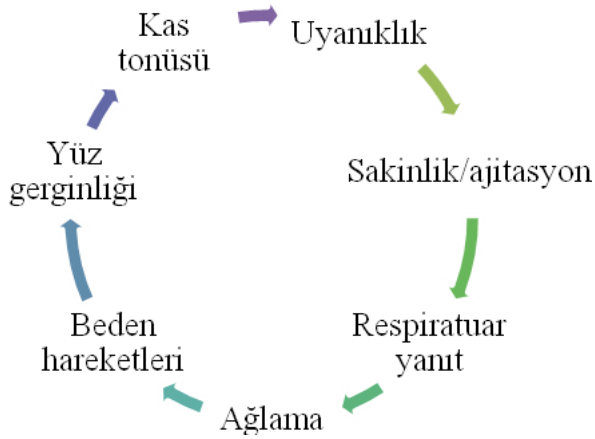 Uyanıklık
Sakinlik/ajitasyon
Respiratuar
yanıt
Ağlama
Beden
hareketleri
Yüz
gerginliği
Kas
tonüsü